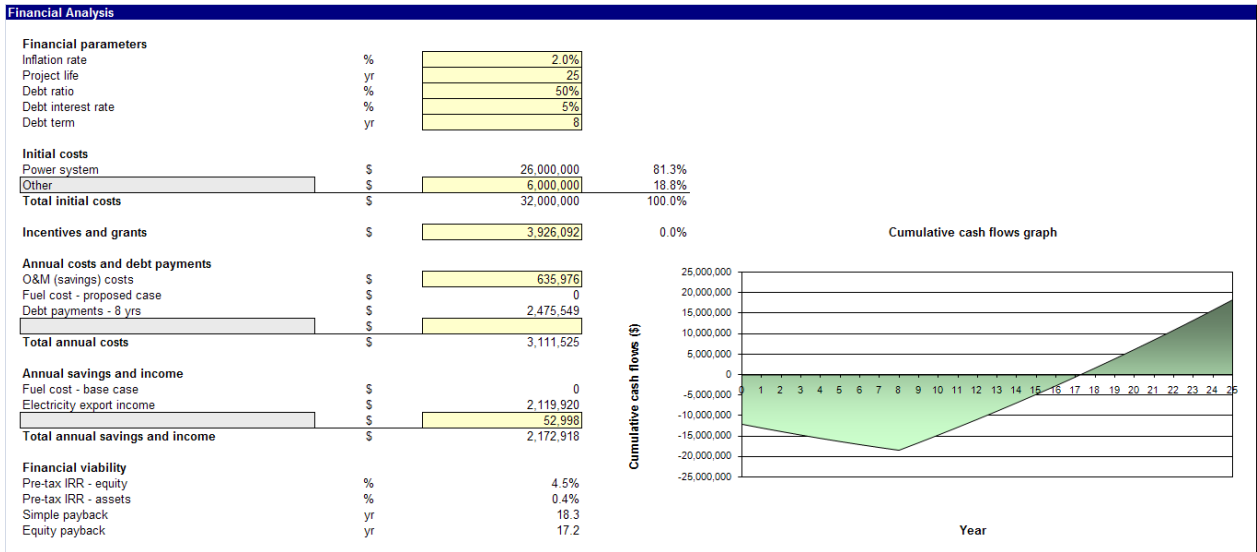 Financial Analysis
Financial parameters
Inflation rate % 2.0%
Project life yr 25
Debt ratio % 50%
Debt interest rate % 5%
Debt term yr 8
Initial costs
Power system $ 26,000,000 81.3%
Other $ 6,000,000 18.8%
Total initial costs $ 32,000,000 100.0%
Incentives and grants $ 3,926,092 0.0%
Annual costs and debt payments
O&M (savings) costs $ 635,976
Fuel cost - proposed case $ 0
Debt payments - 8 yrs $ 2,475,549
$
Total annual costs $ 3,111,525
Annual savings and income
Fuel cost - base case $ 0
Electricity export income $ 2,119,920
$ 52,998
Total annual savings and income $ 2,172,918
Financial viability
Pre-tax IRR - equity % 4.5%
Pre-tax IRR - assets % 0.4%
Simple payback yr 18.3
Equity payback yr 17.2
Cumulative cash flows graph
Cumulative cash flows ($)
25,000,000
20,000,000
15,000,000
10,000,000
5,000,000
0
-5,000,000
-10,000,000
-15,000,000
-20,000,000
-25,000,000
0 1 2 3 4 5 6 7 8 9 10 11 12 13 14 15 16 17 18 19 20 21 22 23 24 25
Year